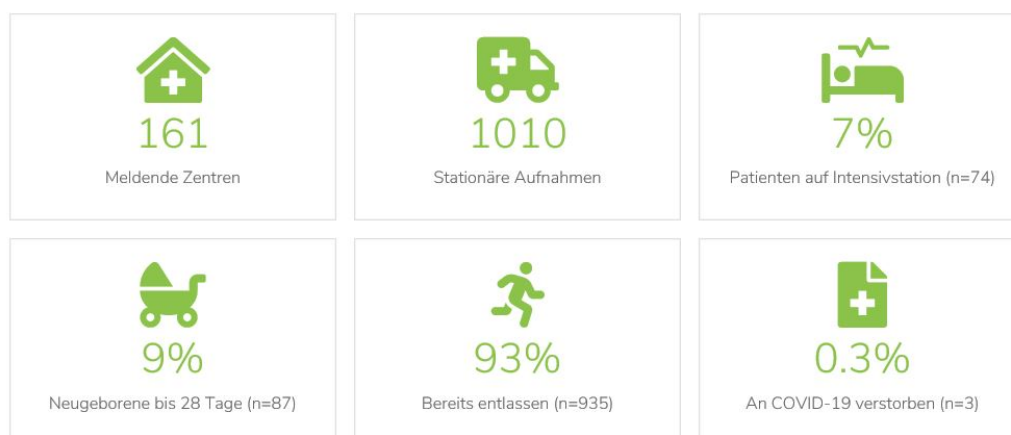 161
Meldende Zentren
1010
Stationäre Aufnahmen
7%
Patienten auf Intensivstation (n=74)
9%
Neugeborene bis 28 Tage (n=87)
93%
Bereits entlassen (n=935)
0.3%
An COVID-19 verstorben (n=3)